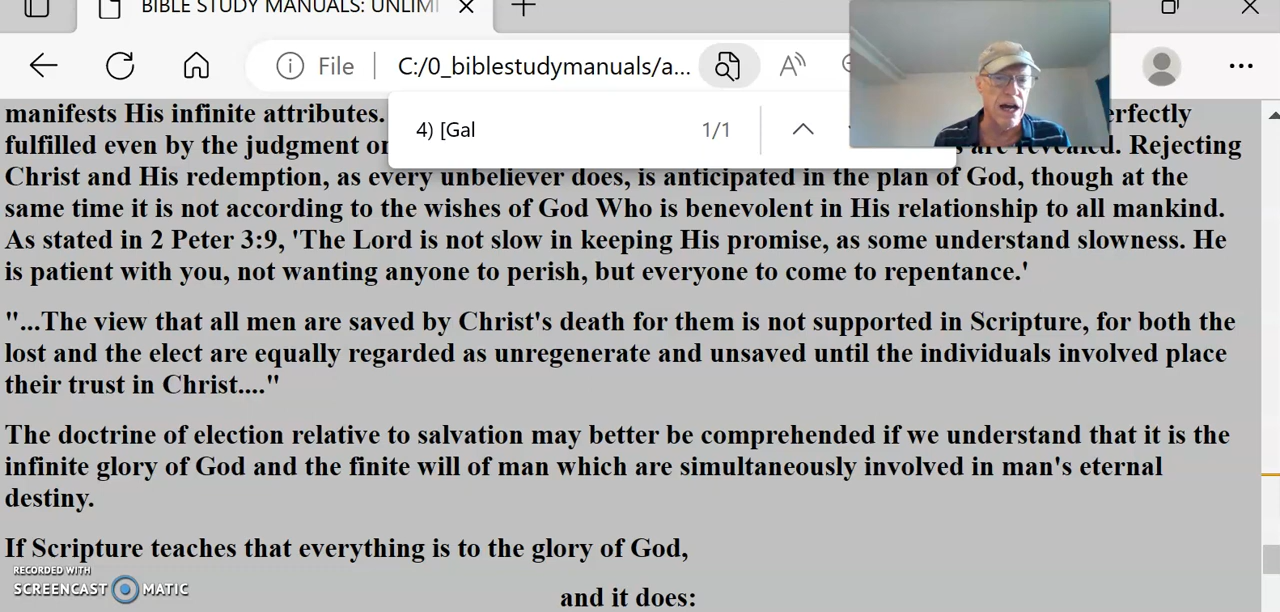 BIBLE STUDY MANUALS: UNLIMI
File
C:/0_biblestudymanuals/a...
4) [Gal
1/1
manifests His infinite attributes.
erfectly
fulfilled even by the judgment
are revealed. Rejecting
Christ and His redemption, as every unbeliever does, is anticipated in the plan of God, though at the
same time it is not according to the wishes of God Who is benevolent in His relationship to all mankind.
As stated in 2 Peter 3:9, 'The Lord is not slow in keeping His promise, as some understand slowness. He
is patient with you, not wanting anyone to perish, but everyone to come to repentance.'
"...The view that all men are saved by Christ's death for them is not supported in Scripture, for both the
lost and the elect are equally regarded as unregenerate and unsaved until the individuals involved place
their trust in Christ...."
The doctrine of election relative to salvation may better be comprehended if we understand that it is the
infinite glory of God and the finite will of man which are simultaneously involved in man's eternal
destiny.
If Scripture teaches that everything is to the glory of God,
and it does:
RECORDED WITH
SCREENCAST MATIC